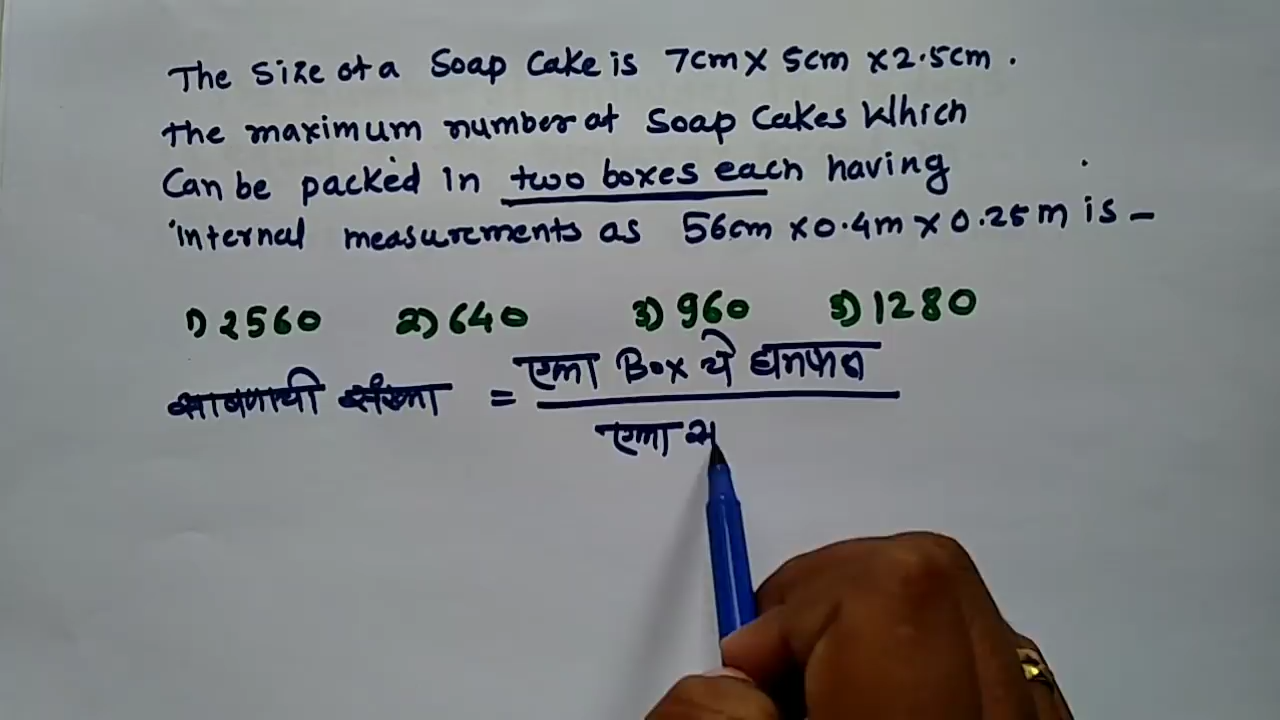 The Size of a Soap Cake is 7cm x 5cm x 2.5cm.
the maximum number of Soap Cakes Which
Can be packed in two boxes each having
internal measurements as 56cm x 0.4m x 0.25m is -
1) 2560 2) 640 3) 960 5) 1280
साबणाची संख्या = एका Box चे घनफळ
एका स